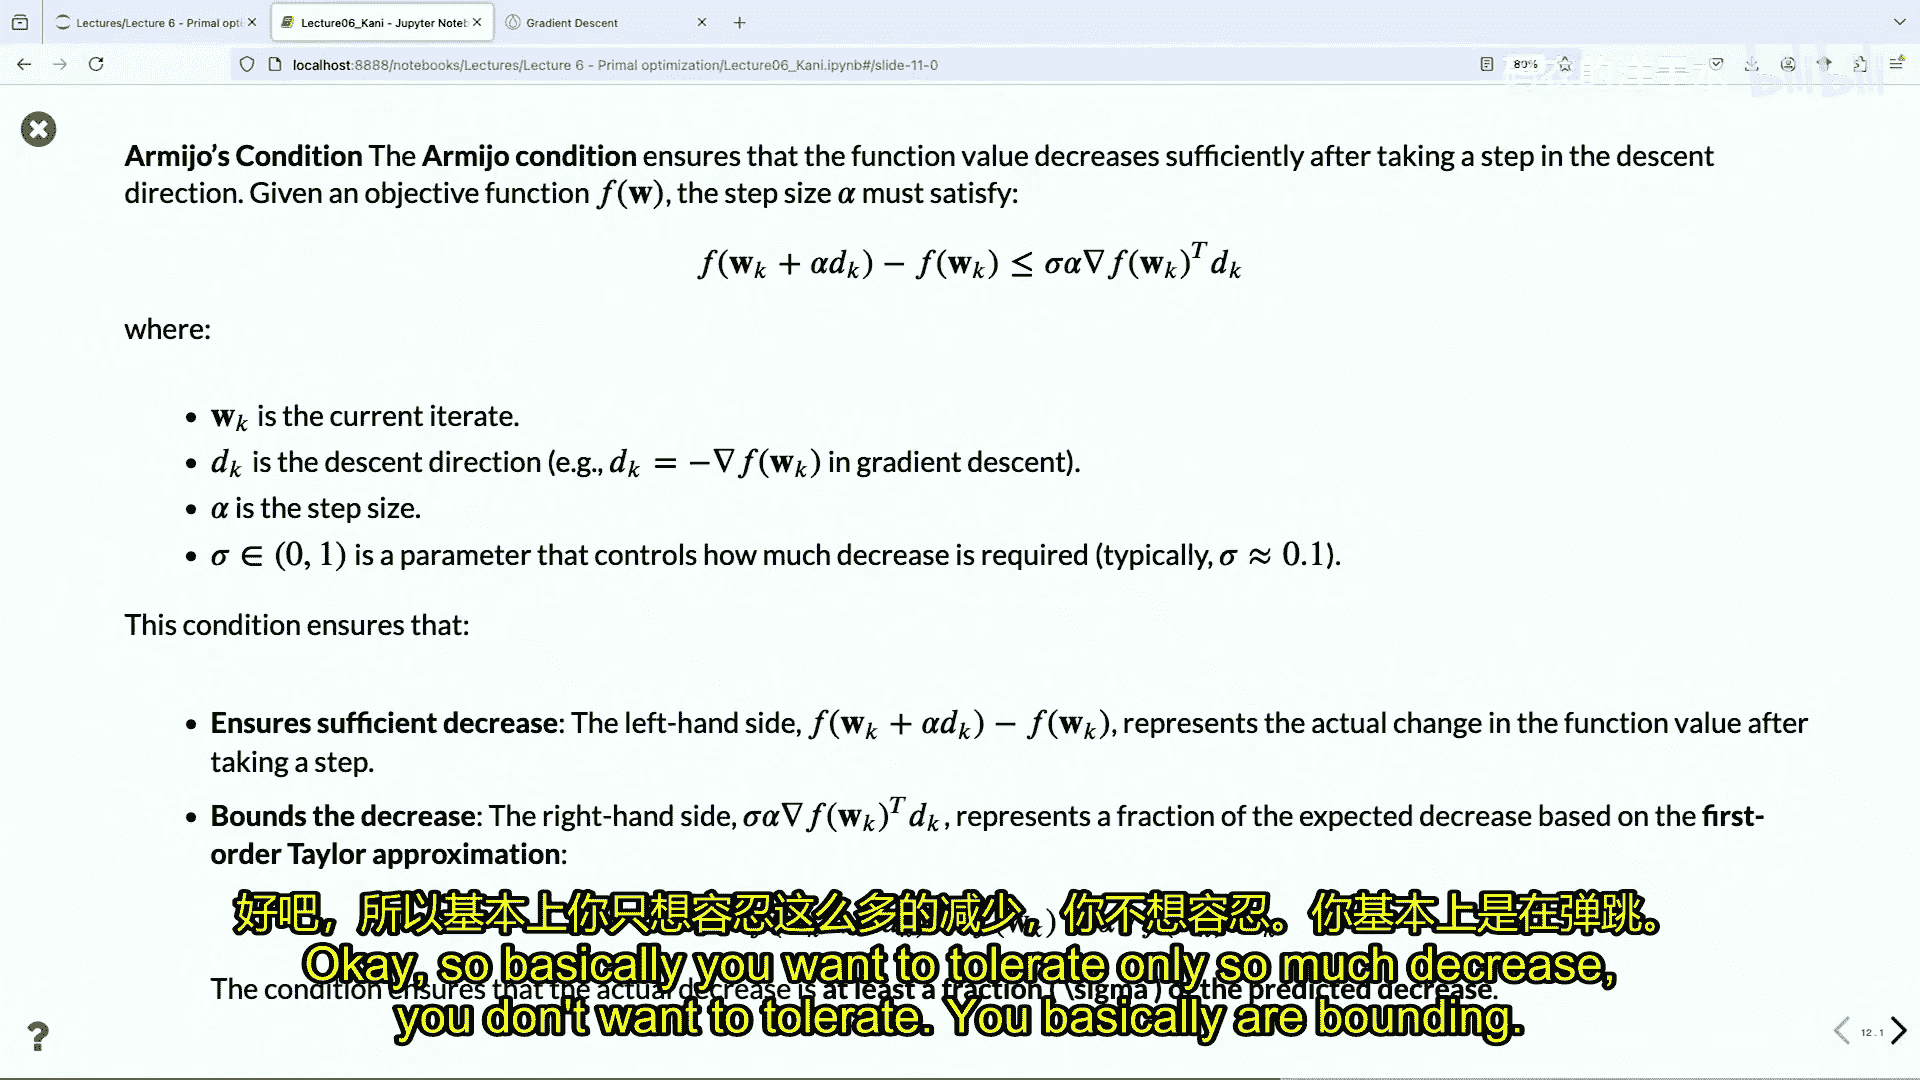 Lectures/Lecture 6 - Primal opti
Lecture06_Kani - Jupyter Noteb
Gradient Descent
localhost:8888/notebooks/Lectures/Lecture 6 - Primal optimization/Lecture06_Kani.ipynb#/slide-11-0
80%
Armijo's Condition The Armijo condition ensures that the function value decreases sufficiently after taking a step in the descent
direction. Given an objective function f(w), the step size α must satisfy:
f(w_k + αd_k) − f(w_k) ≤ σα∇f(w_k)^T d_k
where:
• w_k is the current iterate.
• d_k is the descent direction (e.g., d_k = −∇f(w_k) in gradient descent).
• α is the step size.
• σ ∈ (0, 1) is a parameter that controls how much decrease is required (typically, σ ≈ 0.1).
This condition ensures that:
• Ensures sufficient decrease: The left-hand side, f(w_k + αd_k) − f(w_k), represents the actual change in the function value after
taking a step.
• Bounds the decrease: The right-hand side, σα∇f(w_k)^T d_k, represents a fraction of the expected decrease based on the first-
order Taylor approximation:
好吧，所以基本上你只想容忍这么多的减少，你不想容忍。你基本上是在弹跳。
Okay, so basically you want to tolerate only so much decrease,
The condition ensures that the actual decrease is at least a fraction ( \sigma ) of the predicted decrease.
you don't want to tolerate. You basically are bounding.
12.1